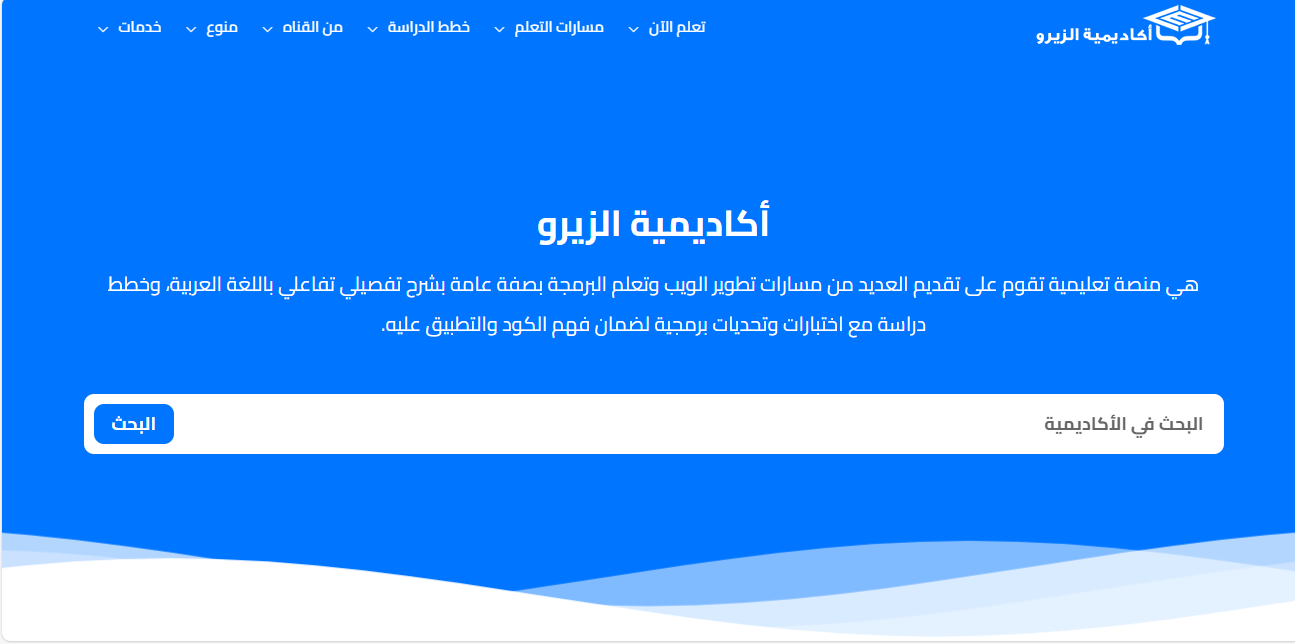 أكاديمية الزيرو
تعلم الآن مسارات التعلم خطط الدراسة من القناه منوع خدمات
أكاديمية الزيرو
هي منصة تعليمية تقوم على تقديم العديد من مسارات تطوير الويب وتعلم البرمجة بصفة عامة بشرح تفصيلي تفاعلي باللغة العربية، وخطط
دراسة مع اختبارات وتحديات برمجية لضمان فهم الكود والتطبيق عليه.
البحث في الأكاديمية
البحث